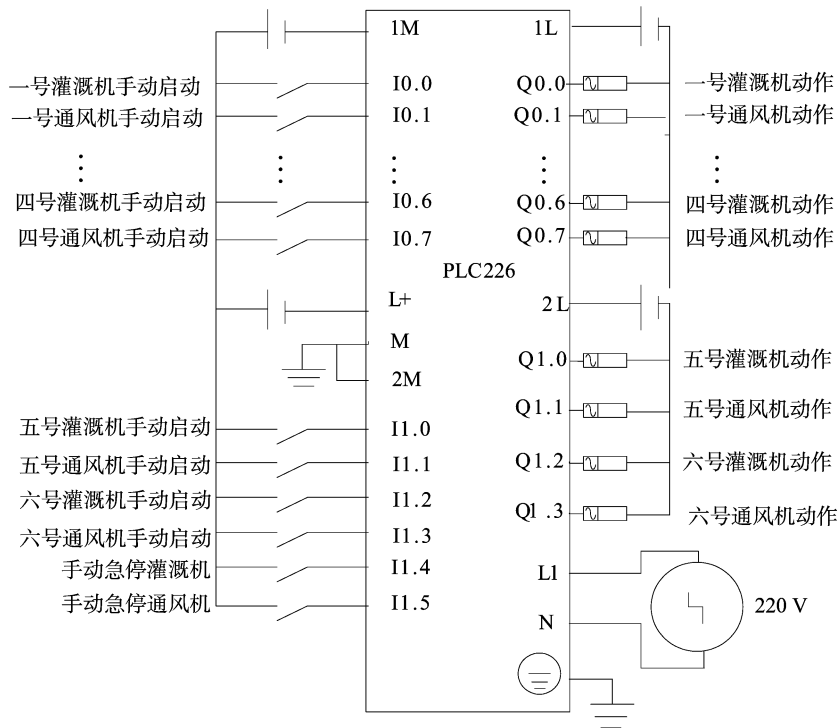 1M 1L
一号灌溉机手动启动 I0.0 Q0.0 一号灌溉机动作
一号通风机手动启动 I0.1 Q0.1 一号通风机动作
四号灌溉机手动启动 I0.6 Q0.6 四号灌溉机动作
四号通风机手动启动 I0.7 Q0.7 四号通风机动作
PLC226
L+ 2L
M
2M
Q1.0 五号灌溉机动作
五号灌溉机手动启动 I1.0 Q1.1 五号通风机动作
五号通风机手动启动 I1.1 Q1.2 六号灌溉机动作
六号灌溉机手动启动 I1.2 Q1.3 六号通风机动作
六号通风机手动启动 I1.3
手动急停灌溉机 I1.4 L1
手动急停通风机 I1.5 N 220 V